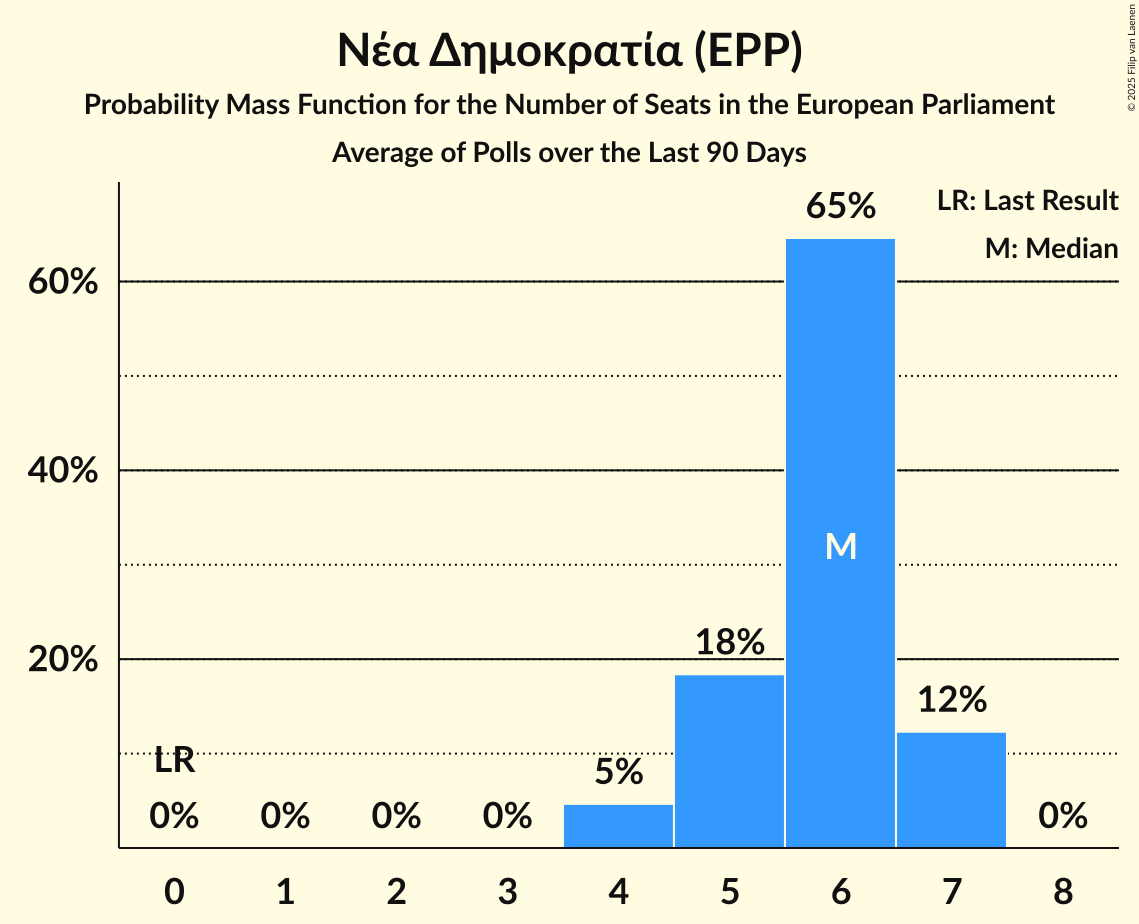 Νέα Δημοκρατία (EPP)
Probability Mass Function for the Number of Seats in the European Parliament
Average of Polls over the Last 90 Days
© 2025 Filip van Laenen
LR: Last Result
M: Median
65%
60%
40%
M
18%
20%
12%
LR
5%
0% 0% 0% 0% 0%
0 1 2 3 4 5 6 7 8